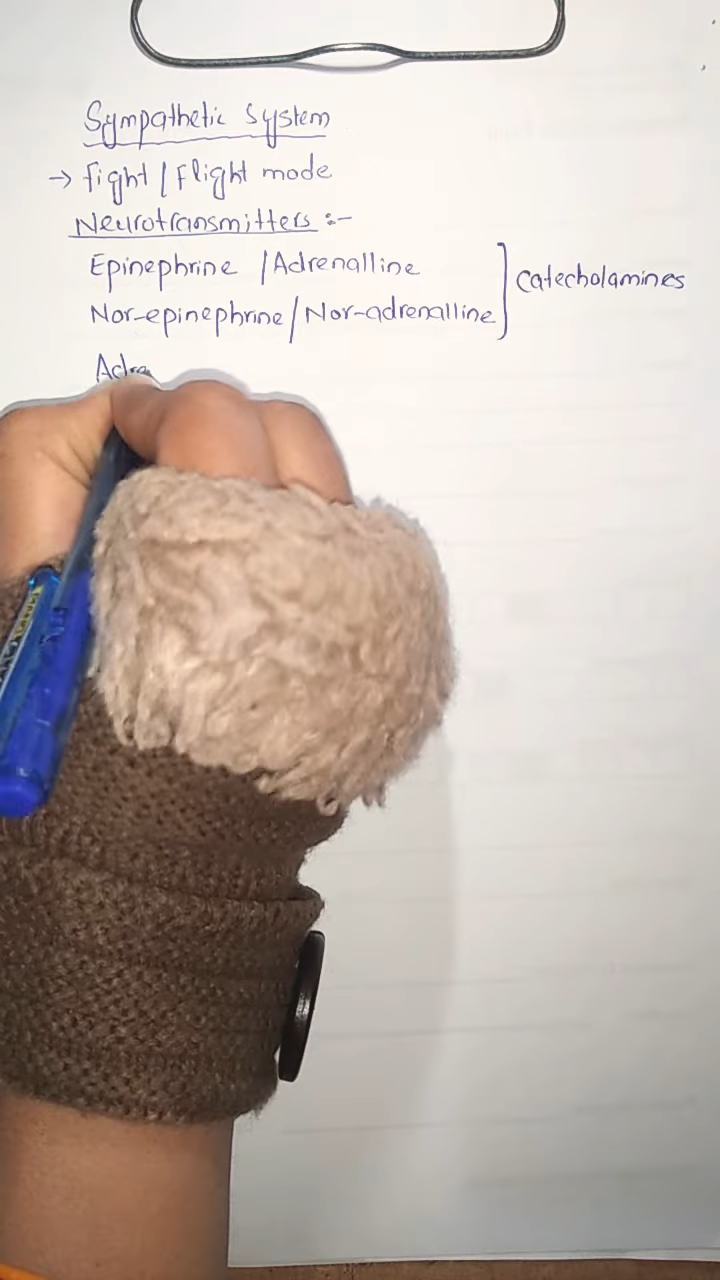 Sympathetic System
→ fight / Flight mode
Neurotransmitters :-
Epinephrine / Adrenalline
Nor-epinephrine / Nor-adrenalline
catecholamines